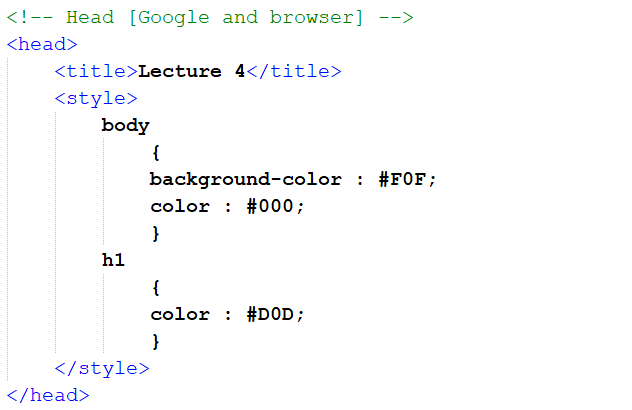 <!-- Head [Google and browser] -->
<head>
<title>Lecture 4</title>
<style>
body
{
background-color : #F0F;
color : #000;
}
h1
{
color : #D0D;
}
</style>
</head>